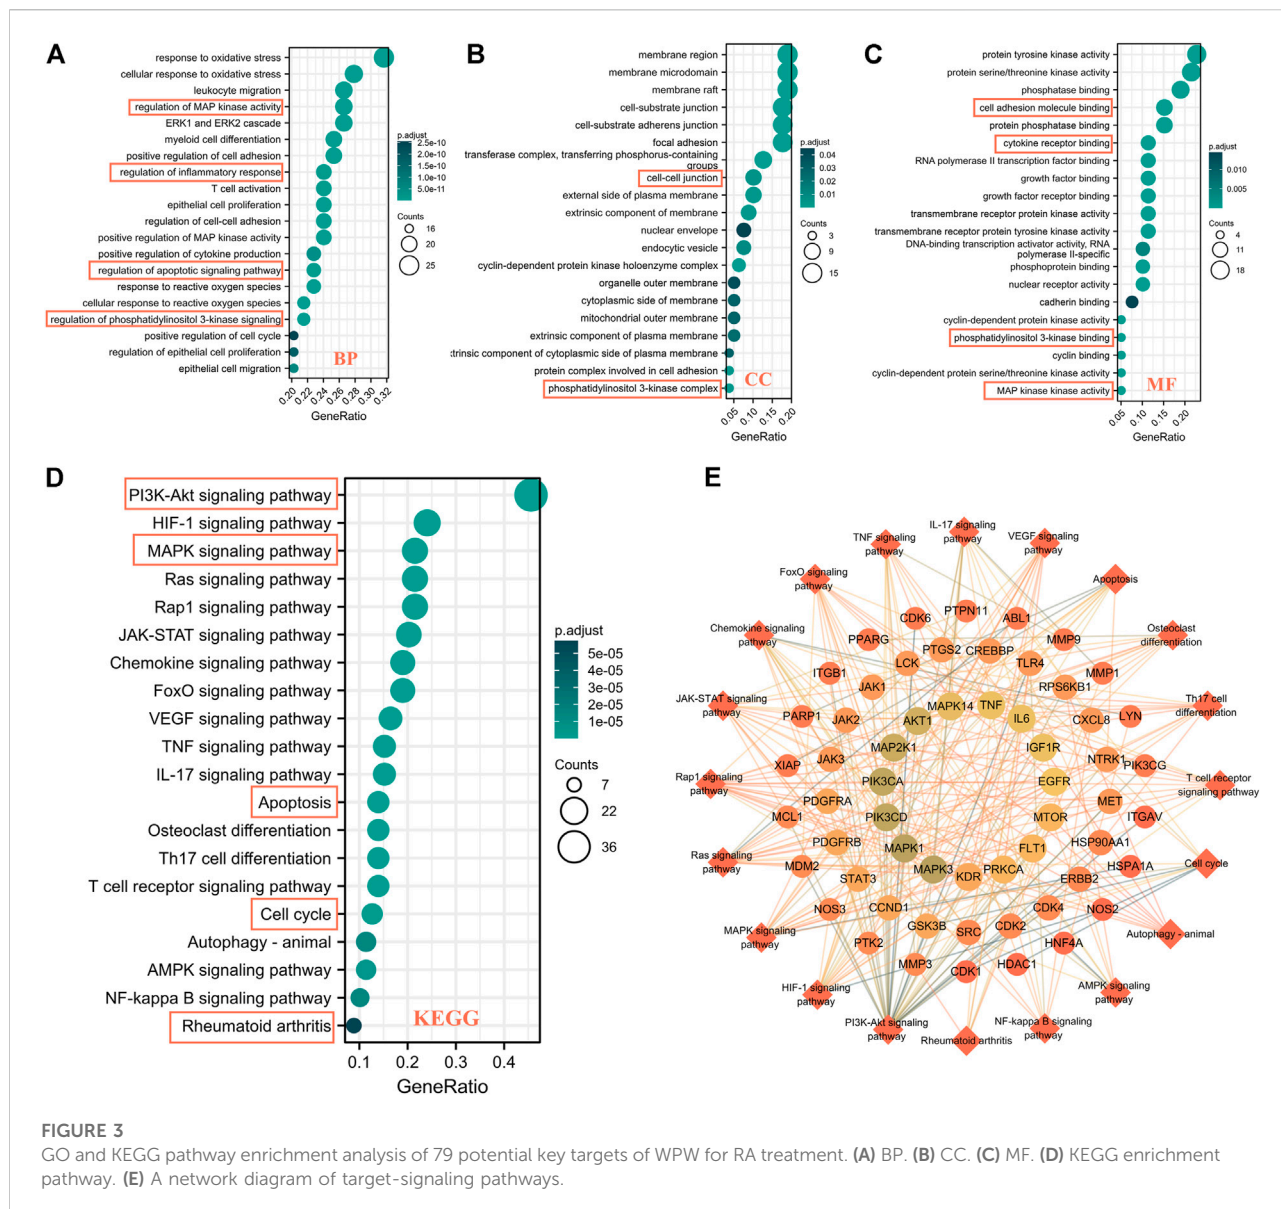 A
response to oxidative stress
cellular response to oxidative stress
leukocyte migration
regulation of MAP kinase activity
ERK1 and ERK2 cascade
myeloid cell differentiation
positive regulation of cell adhesion
regulation of inflammatory response
T cell activation
epithelial cell proliferation
regulation of cell-cell adhesion
positive regulation of MAP kinase activity
positive regulation of cytokine production
regulation of apoptotic signaling pathway
response to reactive oxygen species
cellular response to reactive oxygen species
regulation of phosphatidylinositol 3-kinase signaling
positive regulation of cell cycle
regulation of epithelial cell proliferation
epithelial cell migration
BP
0.20 0.22 0.24 0.26 0.28 0.30 0.32
GeneRatio
p.adjust
2.5e-10
2.0e-10
1.5e-10
1.0e-10
5.0e-11
Counts
16
20
25
B
membrane region
membrane microdomain
membrane raft
cell-substrate junction
cell-substrate adherens junction
focal adhesion
transferase complex, transferring phosphorus-containing
groups
cell-cell junction
external side of plasma membrane
extrinsic component of membrane
nuclear envelope
endocytic vesicle
cyclin-dependent protein kinase holoenzyme complex
organelle outer membrane
cytoplasmic side of membrane
mitochondrial outer membrane
extrinsic component of plasma membrane
xtrinsic component of cytoplasmic side of plasma membrane
protein complex involved in cell adhesion
phosphatidylinositol 3-kinase complex
CC
0.05 0.10 0.15 0.20
GeneRatio
p.adjust
0.04
0.03
0.02
0.01
Counts
3
9
15
C
protein tyrosine kinase activity
protein serine/threonine kinase activity
phosphatase binding
cell adhesion molecule binding
protein phosphatase binding
cytokine receptor binding
RNA polymerase II transcription factor binding
growth factor binding
growth factor receptor binding
transmembrane receptor protein kinase activity
transmembrane receptor protein tyrosine kinase activity
DNA-binding transcription activator activity, RNA
polymerase II-specific
phosphoprotein binding
nuclear receptor activity
cadherin binding
cyclin-dependent protein kinase activity
phosphatidylinositol 3-kinase binding
cyclin binding
cyclin-dependent protein serine/threonine kinase activity
MAP kinase kinase activity
MF
0.05 0.10 0.15 0.20
GeneRatio
p.adjust
0.010
0.005
Counts
4
11
18
D
PI3K-Akt signaling pathway
HIF-1 signaling pathway
MAPK signaling pathway
Ras signaling pathway
Rap1 signaling pathway
JAK-STAT signaling pathway
Chemokine signaling pathway
FoxO signaling pathway
VEGF signaling pathway
TNF signaling pathway
IL-17 signaling pathway
Apoptosis
Osteoclast differentiation
Th17 cell differentiation
T cell receptor signaling pathway
Cell cycle
Autophagy - animal
AMPK signaling pathway
NF-kappa B signaling pathway
Rheumatoid arthritis
KEGG
0.1 0.2 0.3 0.4
GeneRatio
p.adjust
5e-05
4e-05
3e-05
2e-05
1e-05
Counts
7
22
36
E
IL-17 signaling
pathway
TNF signaling
pathway
VEGF signaling
pathway
FoxO signaling
pathway
Apoptosis
Chemokine signaling
pathway
Osteoclast
differentiation
JAK-STAT signaling
pathway
Th17 cell
differentiation
Rap1 signaling
pathway
T cell receptor
signaling pathway
Ras signaling
pathway
Cell cycle
MAPK signaling
pathway
Autophagy - animal
HIF-1 signaling
pathway
AMPK signaling
pathway
PI3K-Akt signaling
pathway
Rheumatoid arthritis
NF-kappa B signaling
pathway
CDK6
PTPN11
ABL1
PPARG
PTGS2
CREBBP
MMP9
ITGB1
LCK
TLR4
MMP1
JAK1
RPS6KB1
MAPK14
TNF
PARP1
JAK2
AKT1
IL6
CXCL8
LYN
XIAP
JAK3
MAP2K1
IGF1R
NTRK1
PIK3CG
PIK3CA
EGFR
MCL1
PDGFRA
PIK3CD
MTOR
MET
ITGAV
PDGFRB
MAPK1
FLT1
HSP90AA1
MDM2
STAT3
MAPK3
KDR
PRKCA
ERBB2
HSPA1A
NOS3
CCND1
CDK4
NOS2
PTK2
GSK3B
SRC
CDK2
HNF4A
MMP3
CDK1
HDAC1
FIGURE 3
GO and KEGG pathway enrichment analysis of 79 potential key targets of WPW for RA treatment. (A) BP. (B) CC. (C) MF. (D) KEGG enrichment
pathway. (E) A network diagram of target-signaling pathways.